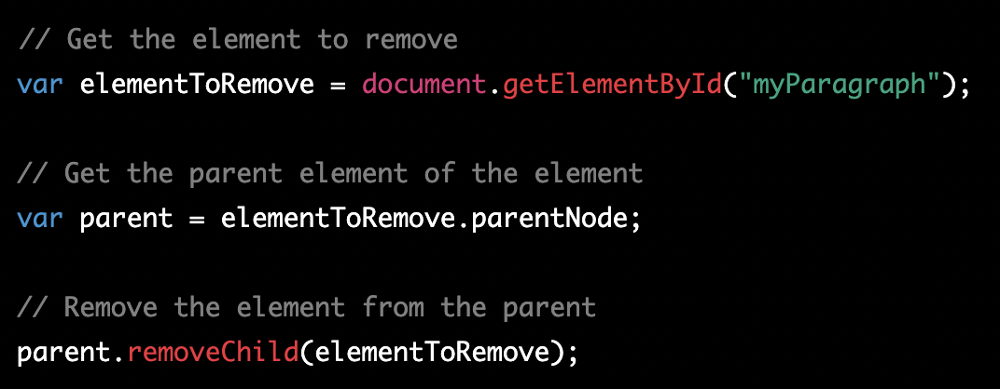 // Get the element to remove
var elementToRemove = document.getElementById("myParagraph");
// Get the parent element of the element
var parent = elementToRemove.parentNode;
// Remove the element from the parent
parent.removeChild(elementToRemove);